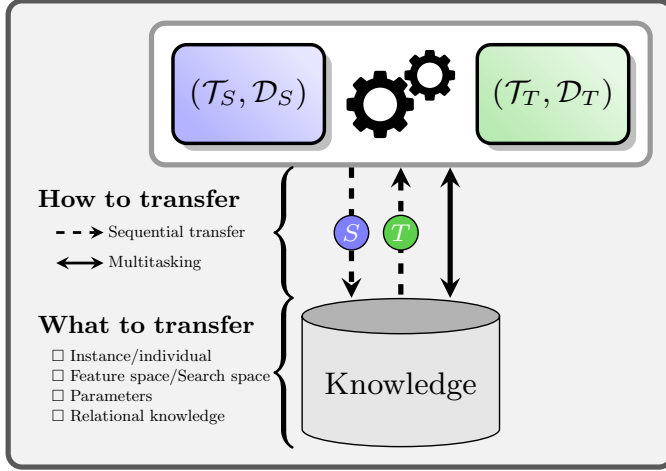 (𝒯_S, 𝒟_S)
(𝒯_T, 𝒟_T)
How to transfer
Sequential transfer
Multitasking
S
T
What to transfer
☐ Instance/individual
☐ Feature space/Search space
☐ Parameters
☐ Relational knowledge
Knowledge